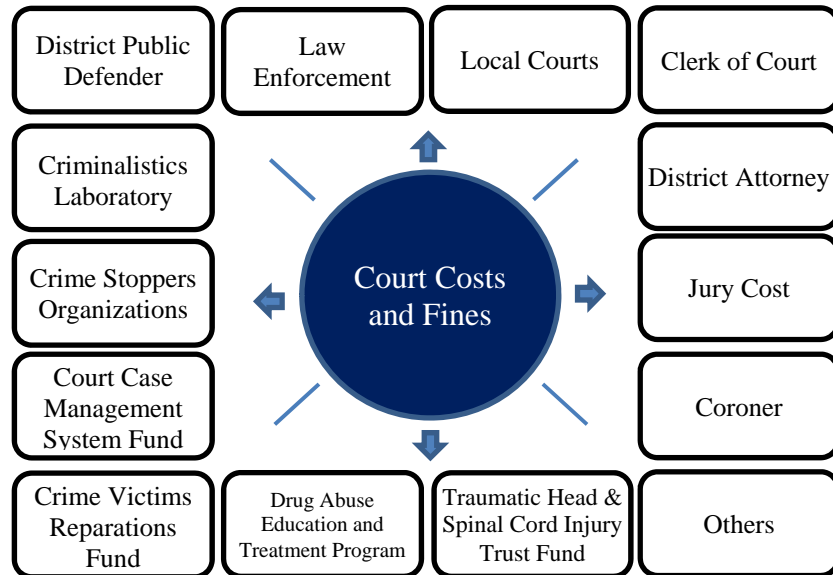 District Public
Defender
Law
Enforcement
Local Courts
Clerk of Court
Criminalistics
Laboratory
District Attorney
Crime Stoppers
Organizations
Court Costs
and Fines
Jury Cost
Court Case
Management
System Fund
Coroner
Crime Victims
Reparations
Fund
Drug Abuse
Education and
Treatment Program
Traumatic Head &
Spinal Cord Injury
Trust Fund
Others